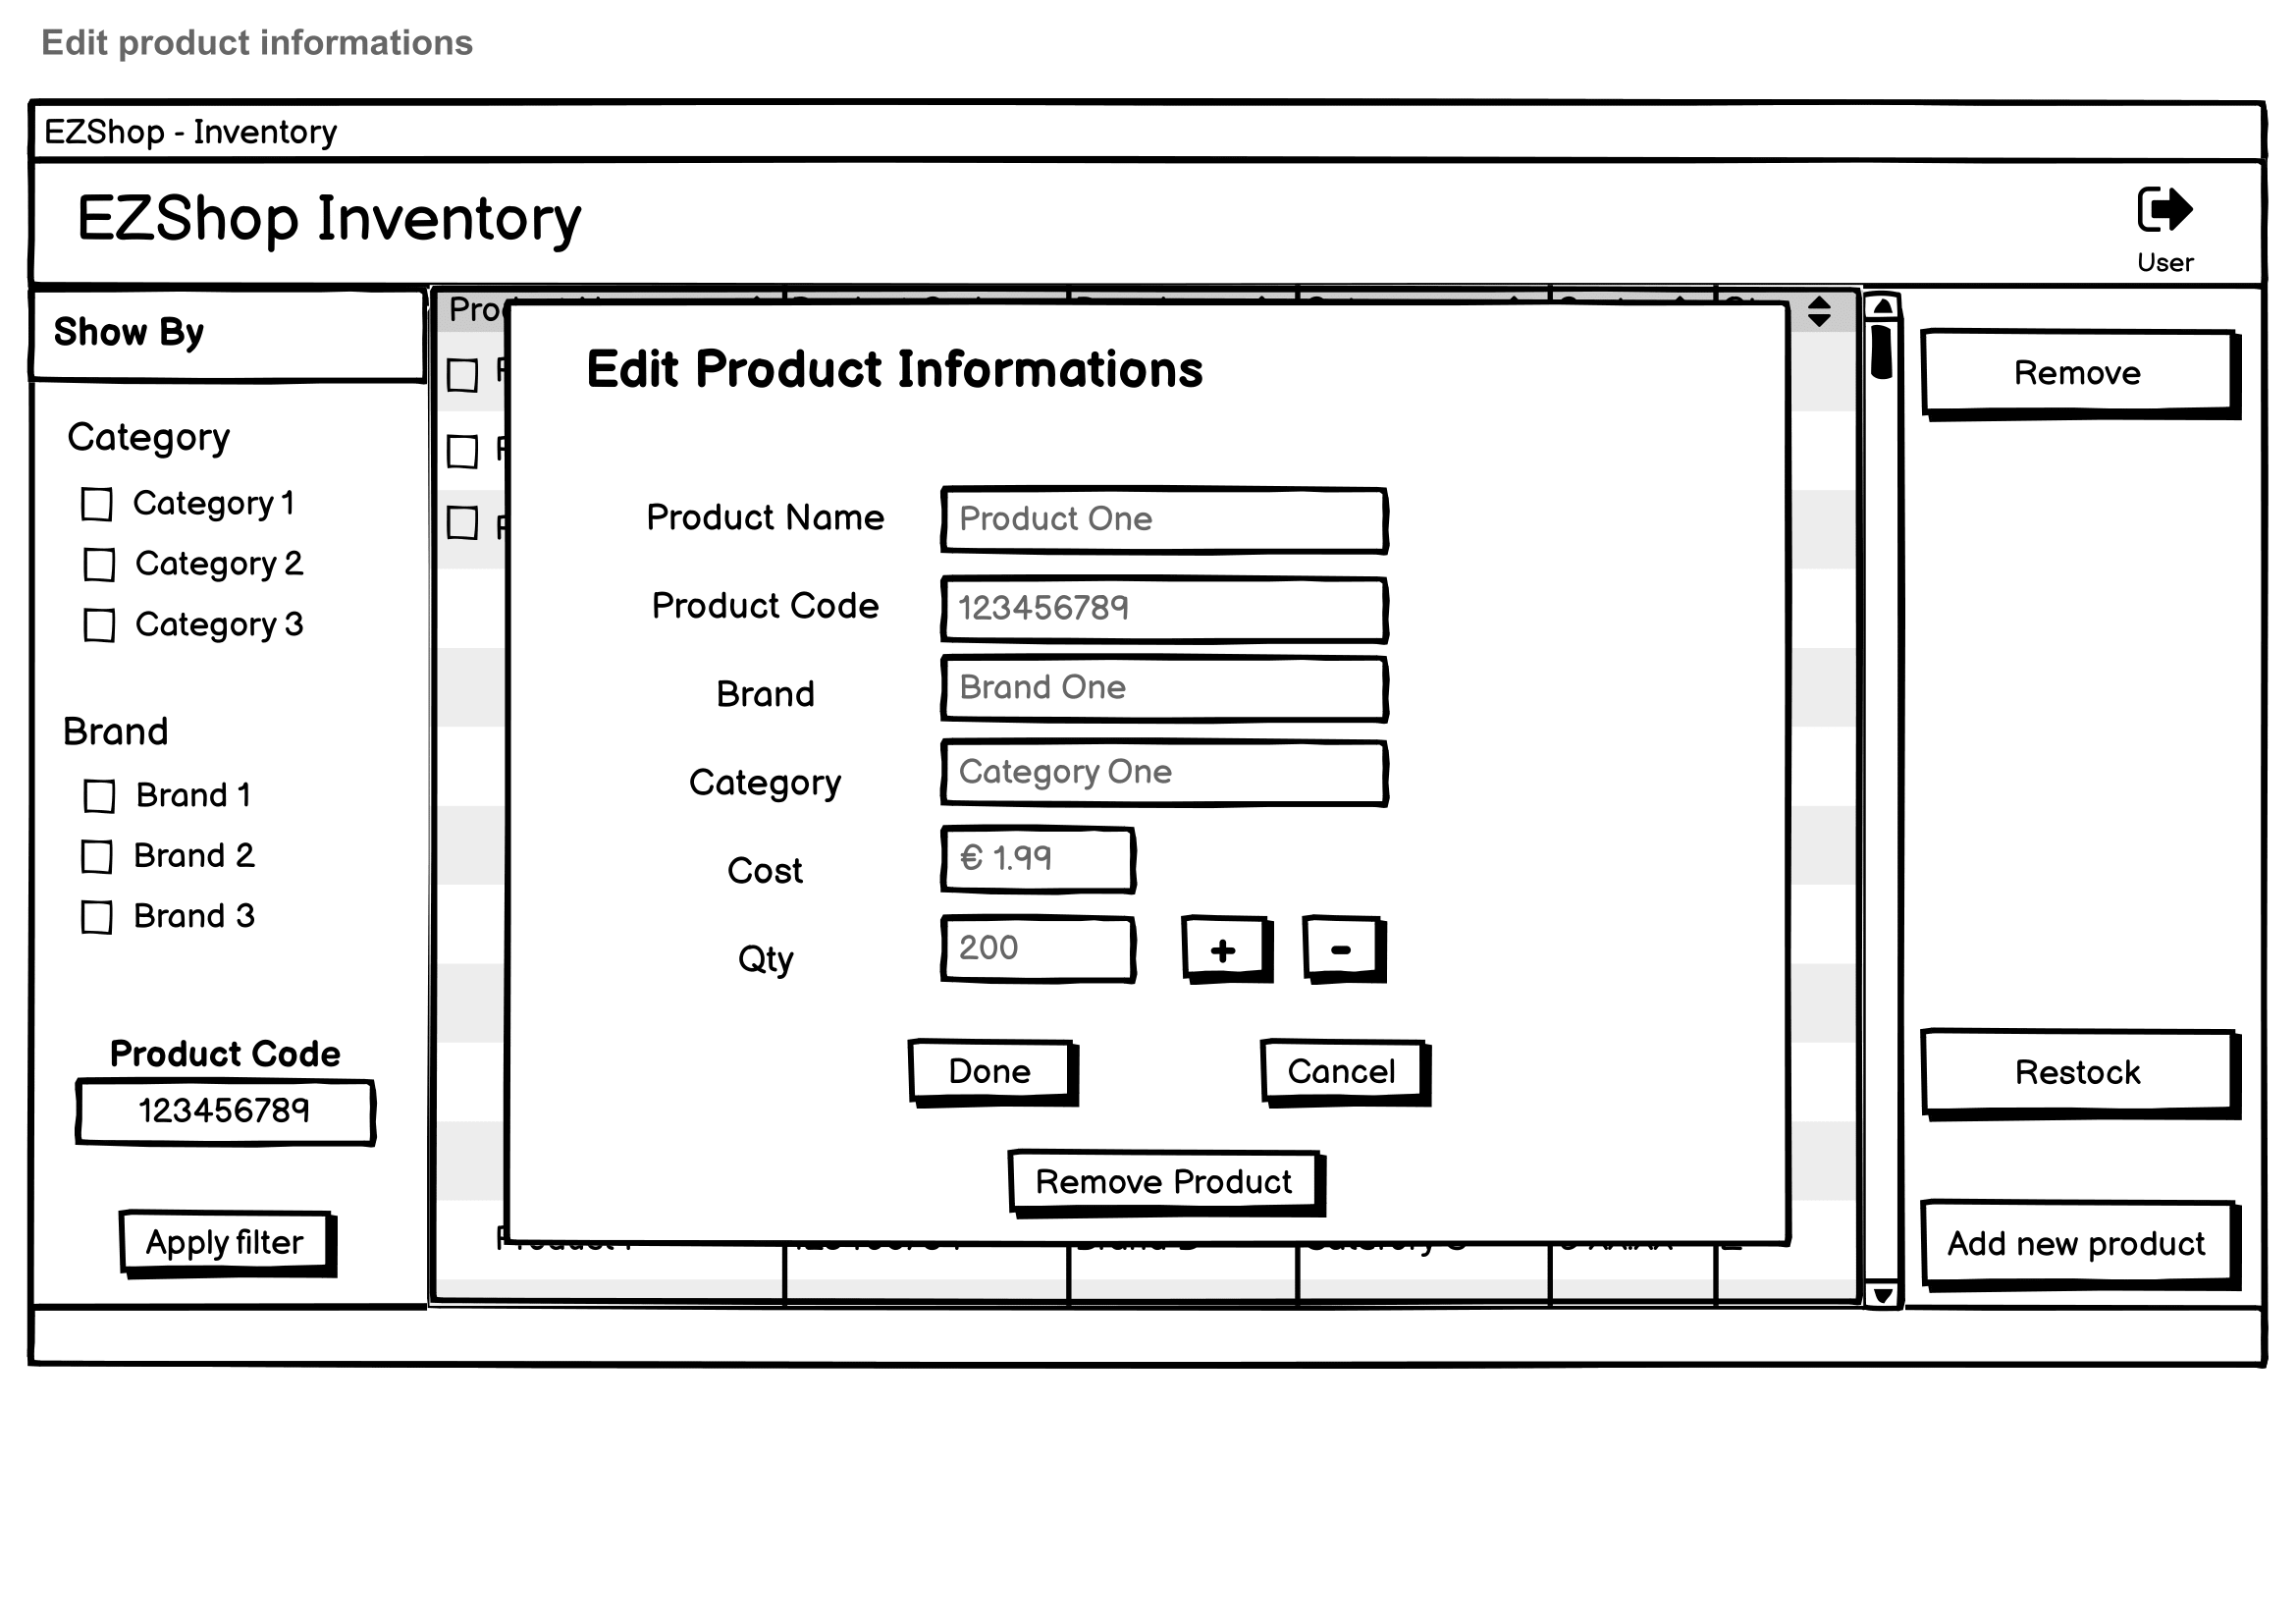 Edit product informations
EZShop - Inventory
EZShop Inventory
User
Show By
Category
Category 1
Category 2
Category 3
Brand
Brand 1
Brand 2
Brand 3
Product Code
123456789
Apply filter
Edit Product Informations
Product Name Product One
Product Code 123456789
Brand Brand One
Category Category One
Cost € 1.99
Qty 200 + -
Done Cancel
Remove Product
Remove
Restock
Add new product